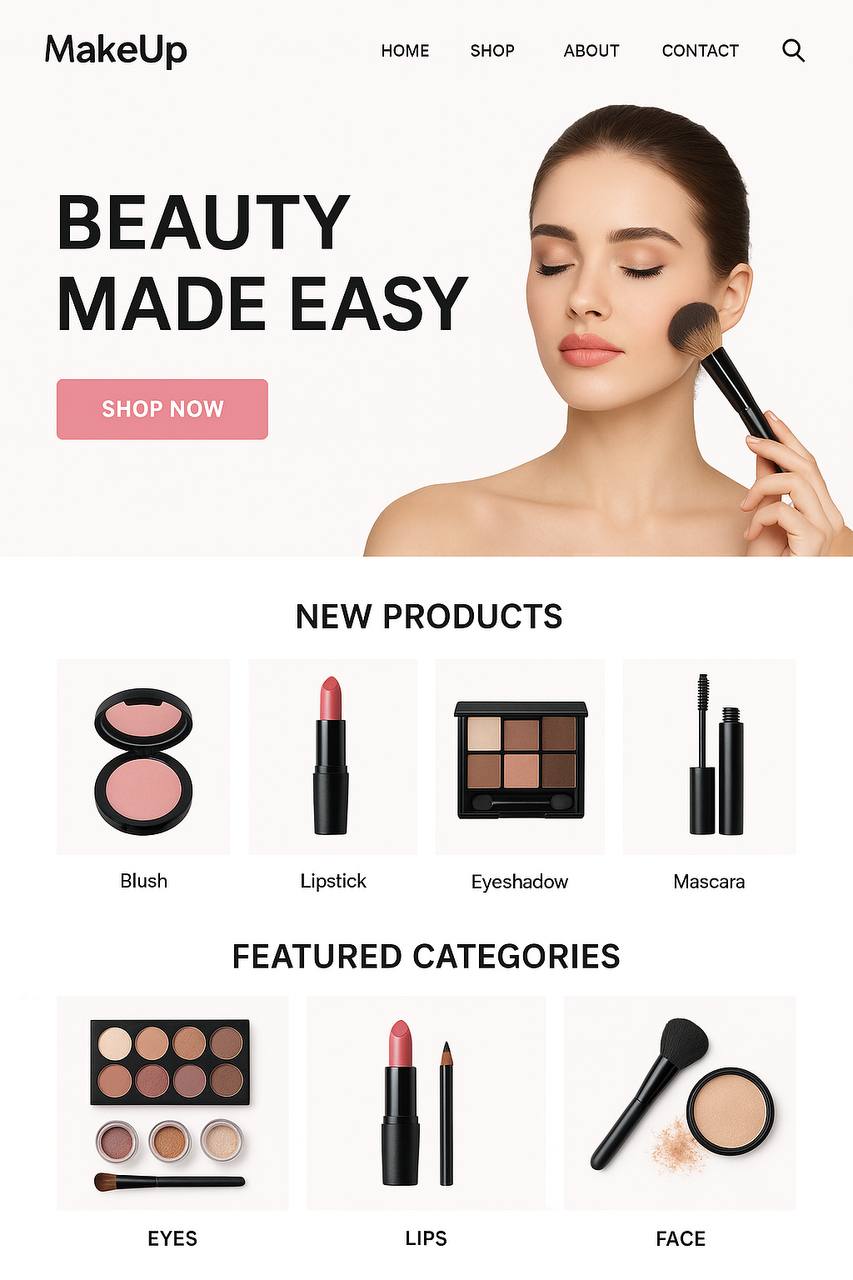 MakeUp
HOME SHOP ABOUT CONTACT
BEAUTY
MADE EASY
SHOP NOW
NEW PRODUCTS
Blush Lipstick Eyeshadow Mascara
FEATURED CATEGORIES
EYES LIPS FACE